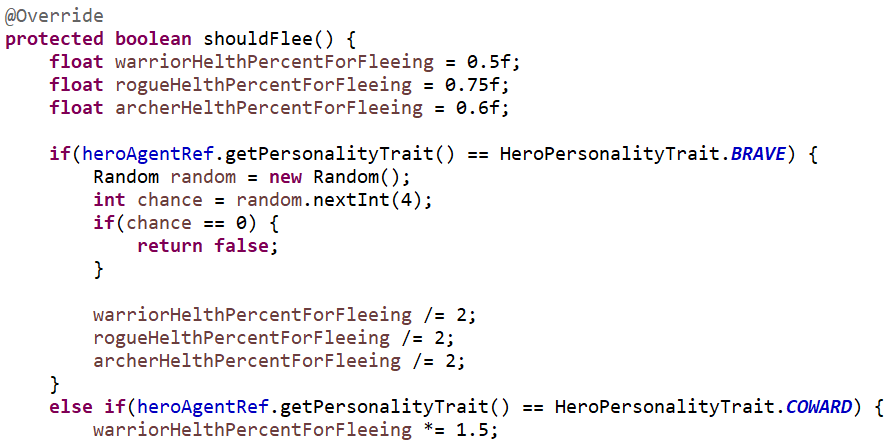 @Override
protected boolean shouldFlee() {
    float warriorHelthPercentForFleeing = 0.5f;
    float rogueHelthPercentForFleeing = 0.75f;
    float archerHelthPercentForFleeing = 0.6f;

    if(heroAgentRef.getPersonalityTrait() == HeroPersonalityTrait.BRAVE) {
        Random random = new Random();
        int chance = random.nextInt(4);
        if(chance == 0) {
            return false;
        }

        warriorHelthPercentForFleeing /= 2;
        rogueHelthPercentForFleeing /= 2;
        archerHelthPercentForFleeing /= 2;
    }
    else if(heroAgentRef.getPersonalityTrait() == HeroPersonalityTrait.COWARD) {
        warriorHelthPercentForFleeing *= 1.5;